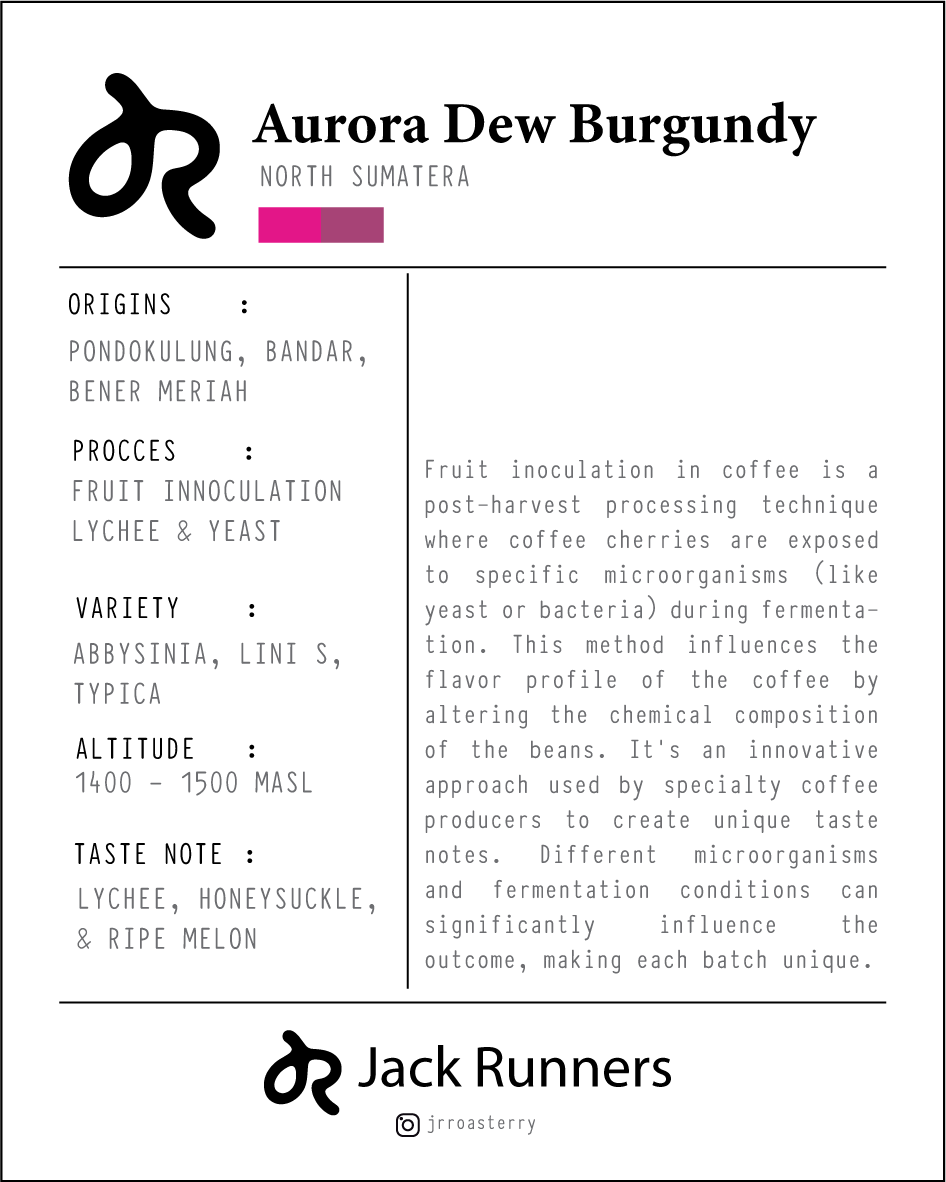 Aurora Dew Burgundy
NORTH SUMATERA
ORIGINS :
PONDOKULUNG, BANDAR,
BENER MERIAH
PROCCES :
FRUIT INNOCULATION
LYCHEE & YEAST
VARIETY :
ABBYSINIA, LINI S,
TYPICA
ALTITUDE :
1400 - 1500 MASL
TASTE NOTE :
LYCHEE, HONEYSUCKLE,
& RIPE MELON
Fruit inoculation in coffee is a
post-harvest processing technique
where coffee cherries are exposed
to specific microorganisms (like
yeast or bacteria) during fermenta-
tion. This method influences the
flavor profile of the coffee by
altering the chemical composition
of the beans. It's an innovative
approach used by specialty coffee
producers to create unique taste
notes. Different microorganisms
and fermentation conditions can
significantly influence the
outcome, making each batch unique.
Jack Runners
jrroasterry